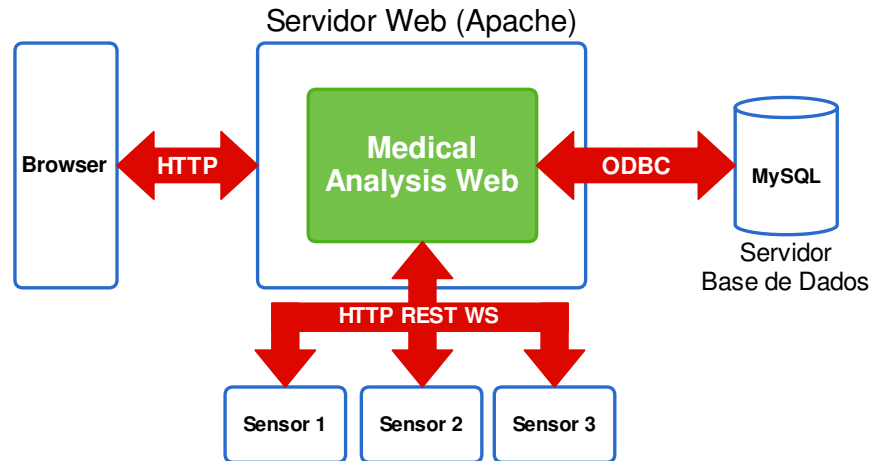 Servidor Web (Apache)
Browser
HTTP
Medical
Analysis Web
ODBC
MySQL
Servidor
Base de Dados
HTTP REST WS
Sensor 1
Sensor 2
Sensor 3